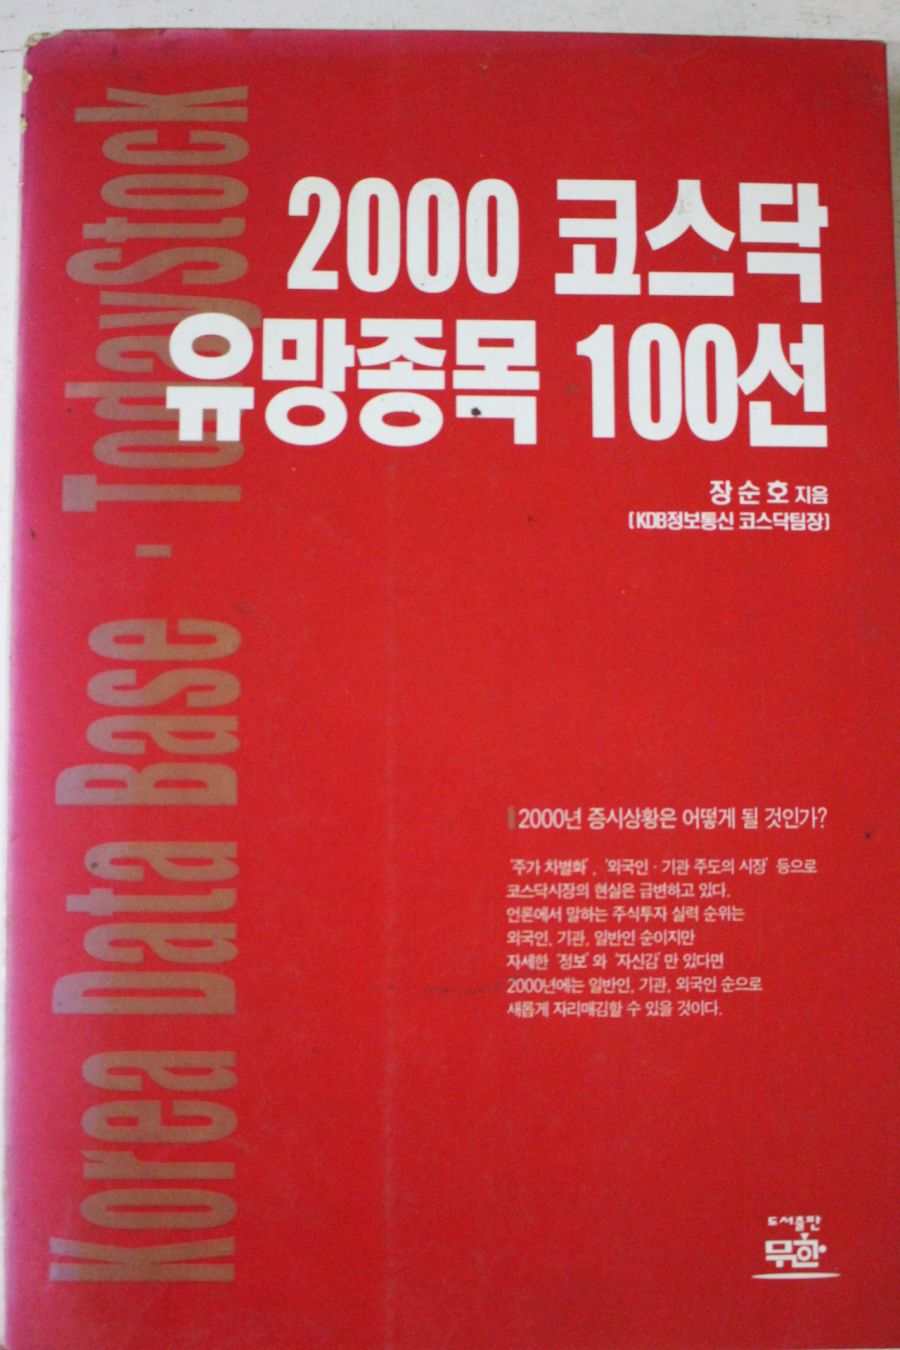 2000 코스닥
유망종목 100선
장순호 지음
(KDB정보통신 코스닥팀장)
Korea Data Base · TodayStock
2000년 증시상황은 어떻게 될 것인가?
'주가 차별화', '외국인 · 기관 주도의 시장' 등으로
코스닥시장의 현실은 급변하고 있다.
언론에서 말하는 주식투자 실력 순위는
외국인, 기관, 일반인 순이지만
자세한 '정보'와 '자신감'만 있다면
2000년에는 일반인, 기관, 외국인 순으로
새롭게 자리매김할 수 있을 것이다.
도서출판
무한